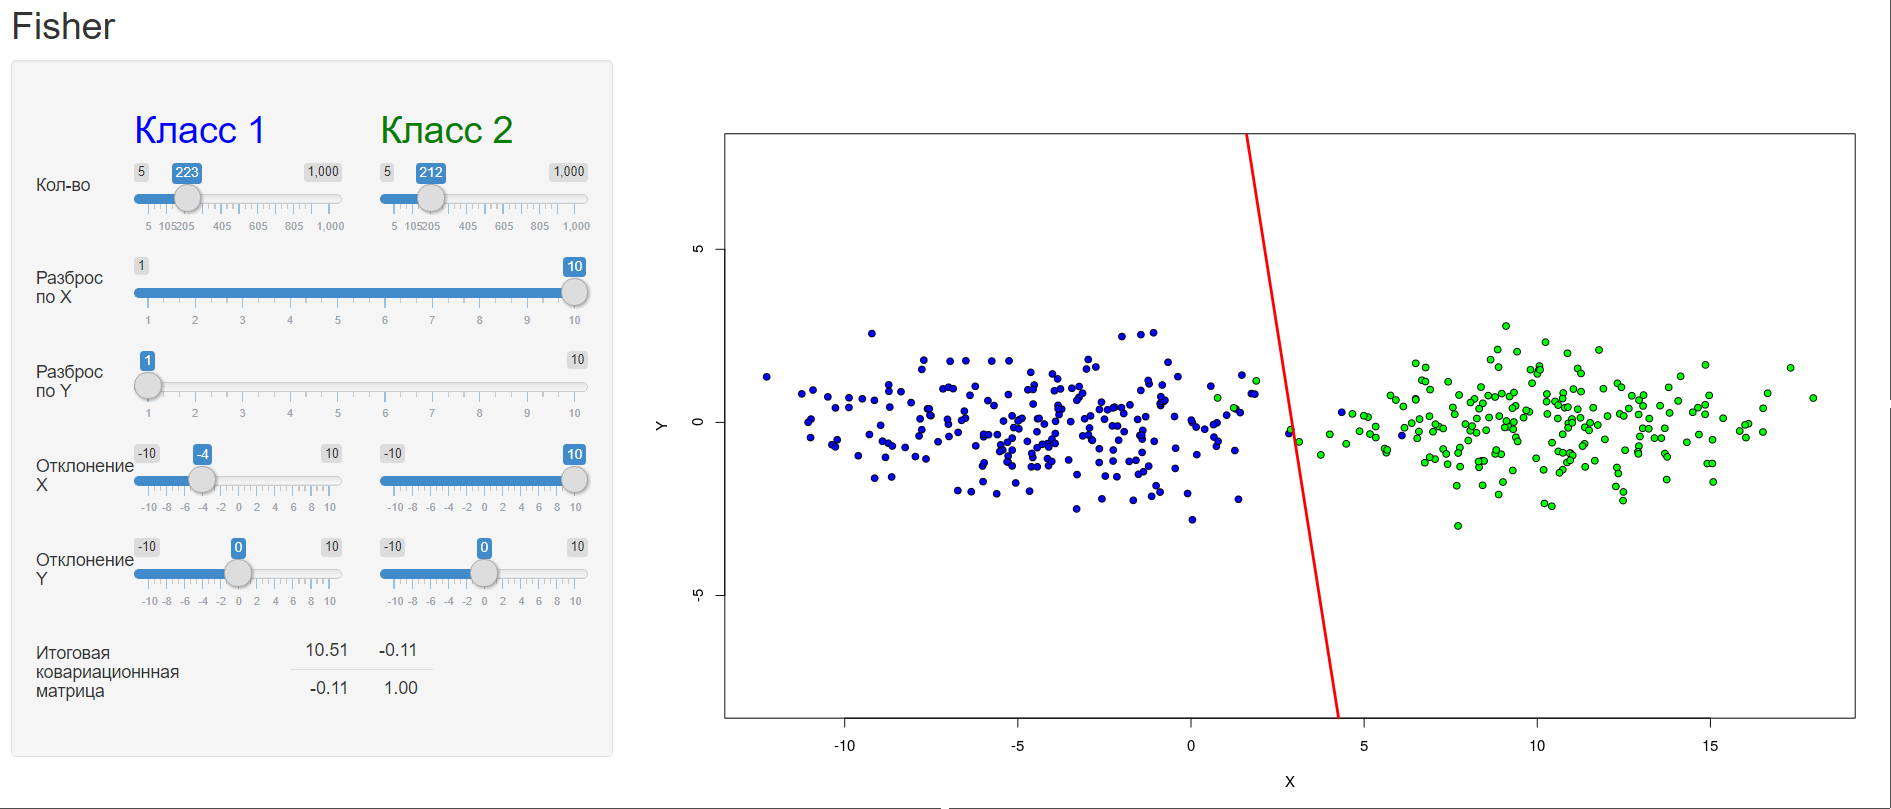 Fisher
Класс 1 Класс 2
Кол-во
5 223 1,000
5 105205 405 605 805 1,000
5 212 1,000
5 105205 405 605 805 1,000
Разброс
по X
1 10
1 2 3 4 5 6 7 8 9 10
Разброс
по Y
1 10
1 2 3 4 5 6 7 8 9 10
Отклонение
X
-10 -4 10
-10 -8 -6 -4 -2 0 2 4 6 8 10
-10 10
-10 -8 -6 -4 -2 0 2 4 6 8 10
Отклонение
Y
-10 0 10
-10 -8 -6 -4 -2 0 2 4 6 8 10
-10 0 10
-10 -8 -6 -4 -2 0 2 4 6 8 10
Итоговая
ковариационнная
матрица
10.51 -0.11
-0.11 1.00
Y
5
0
-5
-10 -5 0 5 10 15
X